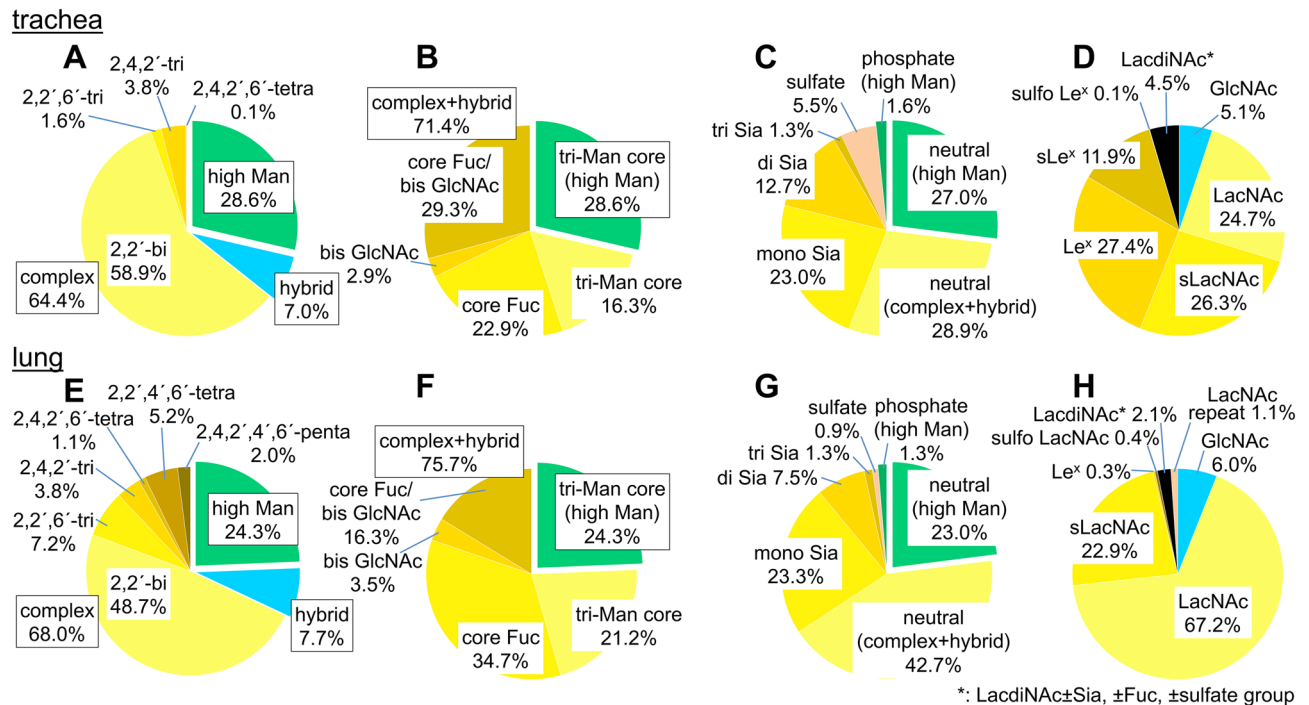 trachea
A
2,4,2´-tri
3.8%
2,4,2´,6´-tetra
0.1%
2,2´,6´-tri
1.6%
high Man
28.6%
2,2´-bi
58.9%
complex
64.4%
hybrid
7.0%
B
complex+hybrid
71.4%
core Fuc/
bis GlcNAc
29.3%
tri-Man core
(high Man)
28.6%
bis GlcNAc
2.9%
core Fuc
22.9%
tri-Man core
16.3%
C
phosphate
(high Man)
1.6%
sulfate
5.5%
tri Sia 1.3%
di Sia
12.7%
neutral
(high Man)
27.0%
mono Sia
23.0%
neutral
(complex+hybrid)
28.9%
D
LacdiNAc*
4.5%
GlcNAc
5.1%
sulfo Leˣ 0.1%
sLeˣ 11.9%
LacNAc
24.7%
Leˣ 27.4%
sLacNAc
26.3%
lung
E
2,2´,4´,6´-tetra
5.2%
2,4,2´,6´-tetra
1.1%
2,4,2´,4´,6´-penta
2.0%
2,4,2´-tri
3.8%
2,2´,6´-tri
7.2%
high Man
24.3%
2,2´-bi
48.7%
complex
68.0%
hybrid
7.7%
F
complex+hybrid
75.7%
core Fuc/
bis GlcNAc
16.3%
tri-Man core
(high Man)
24.3%
bis GlcNAc
3.5%
core Fuc
34.7%
tri-Man core
21.2%
G
sulfate
0.9%
phosphate
(high Man)
1.3%
tri Sia
1.3%
di Sia 7.5%
neutral
(high Man)
23.0%
mono Sia
23.3%
neutral
(complex+hybrid)
42.7%
H
LacNAc
repeat 1.1%
LacdiNAc* 2.1%
sulfo LacNAc 0.4%
GlcNAc
6.0%
Leˣ 0.3%
sLacNAc
22.9%
LacNAc
67.2%
*: LacdiNAc±Sia, ±Fuc, ±sulfate group